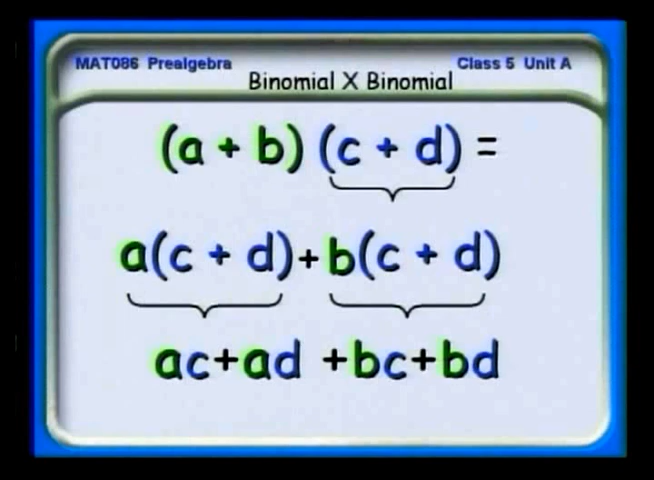 MAT086 Prealgebra
Class 5 Unit A
Binomial X Binomial
(a + b) (c + d) =
a(c + d) + b(c + d)
ac+ad +bc+bd